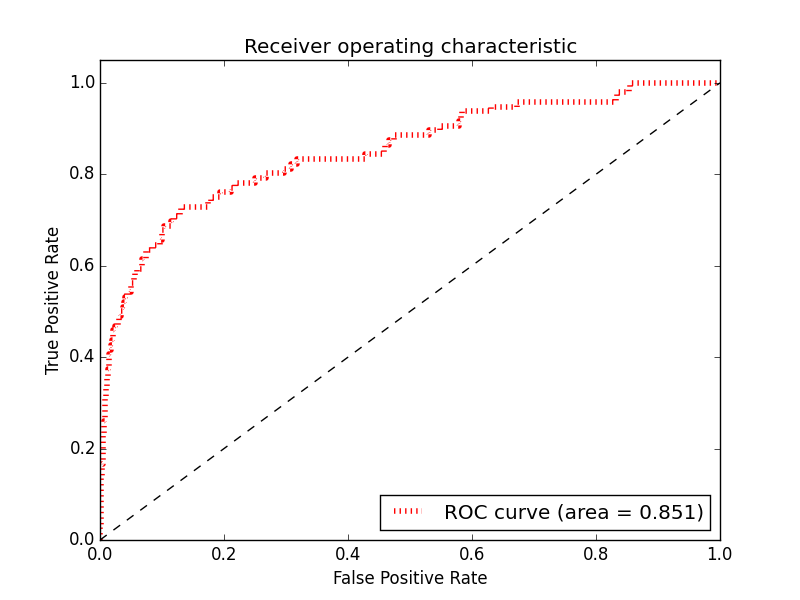 Receiver operating characteristic
True Positive Rate
1.0
0.8
0.6
0.4
0.2
0.0
ROC curve (area = 0.851)
0.0 0.2 0.4 0.6 0.8 1.0
False Positive Rate